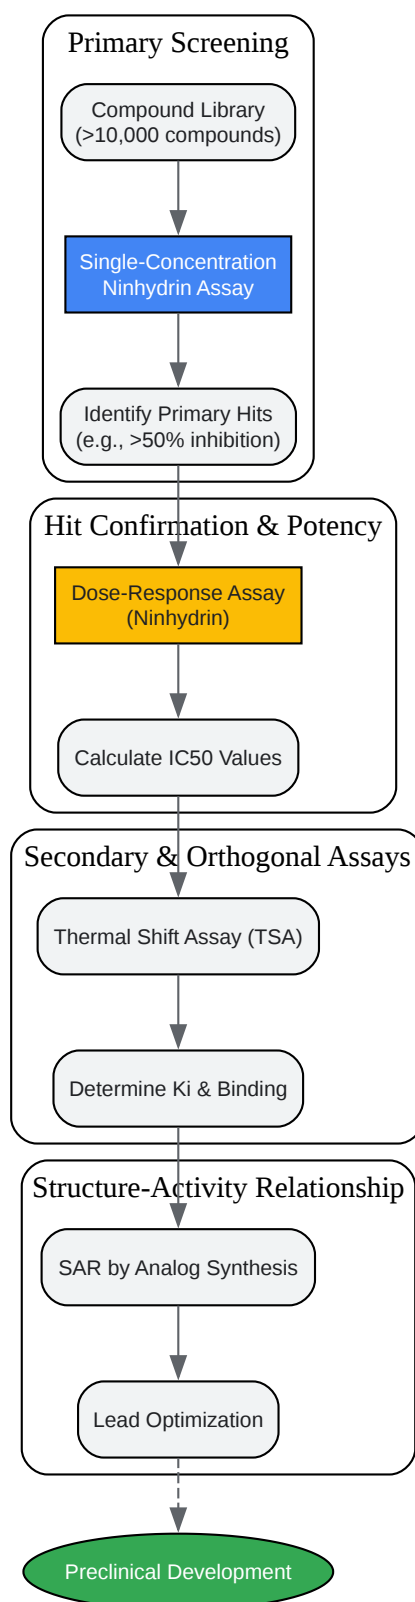 Primary Screening
Compound Library
(>10,000 compounds)
Single-Concentration
Ninhydrin Assay
Identify Primary Hits
(e.g., >50% inhibition)
Hit Confirmation & Potency
Dose-Response Assay
(Ninhydrin)
Calculate IC50 Values
Secondary & Orthogonal Assays
Thermal Shift Assay (TSA)
Determine Ki & Binding
Structure-Activity Relationship
SAR by Analog Synthesis
Lead Optimization
Preclinical Development